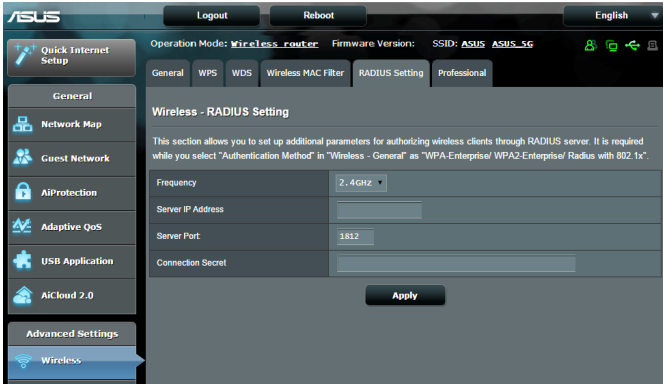 ASUS
Logout
Reboot
English
Quick Internet
Setup
Operation Mode: Wireless router Firmware Version: SSID: ASUS ASUS_5G
General WPS WDS Wireless MAC Filter RADIUS Setting Professional
General
Network Map
Guest Network
AiProtection
Adaptive QoS
USB Application
AiCloud 2.0
Advanced Settings
Wireless
Wireless - RADIUS Setting
This section allows you to set up additional parameters for authorizing wireless clients through RADIUS server. It is required
while you select "Authentication Method" in "Wireless - General" as "WPA-Enterprise/ WPA2-Enterprise/ Radius with 802.1x".
Frequency 2.4GHz
Server IP Address
Server Port 1812
Connection Secret
Apply